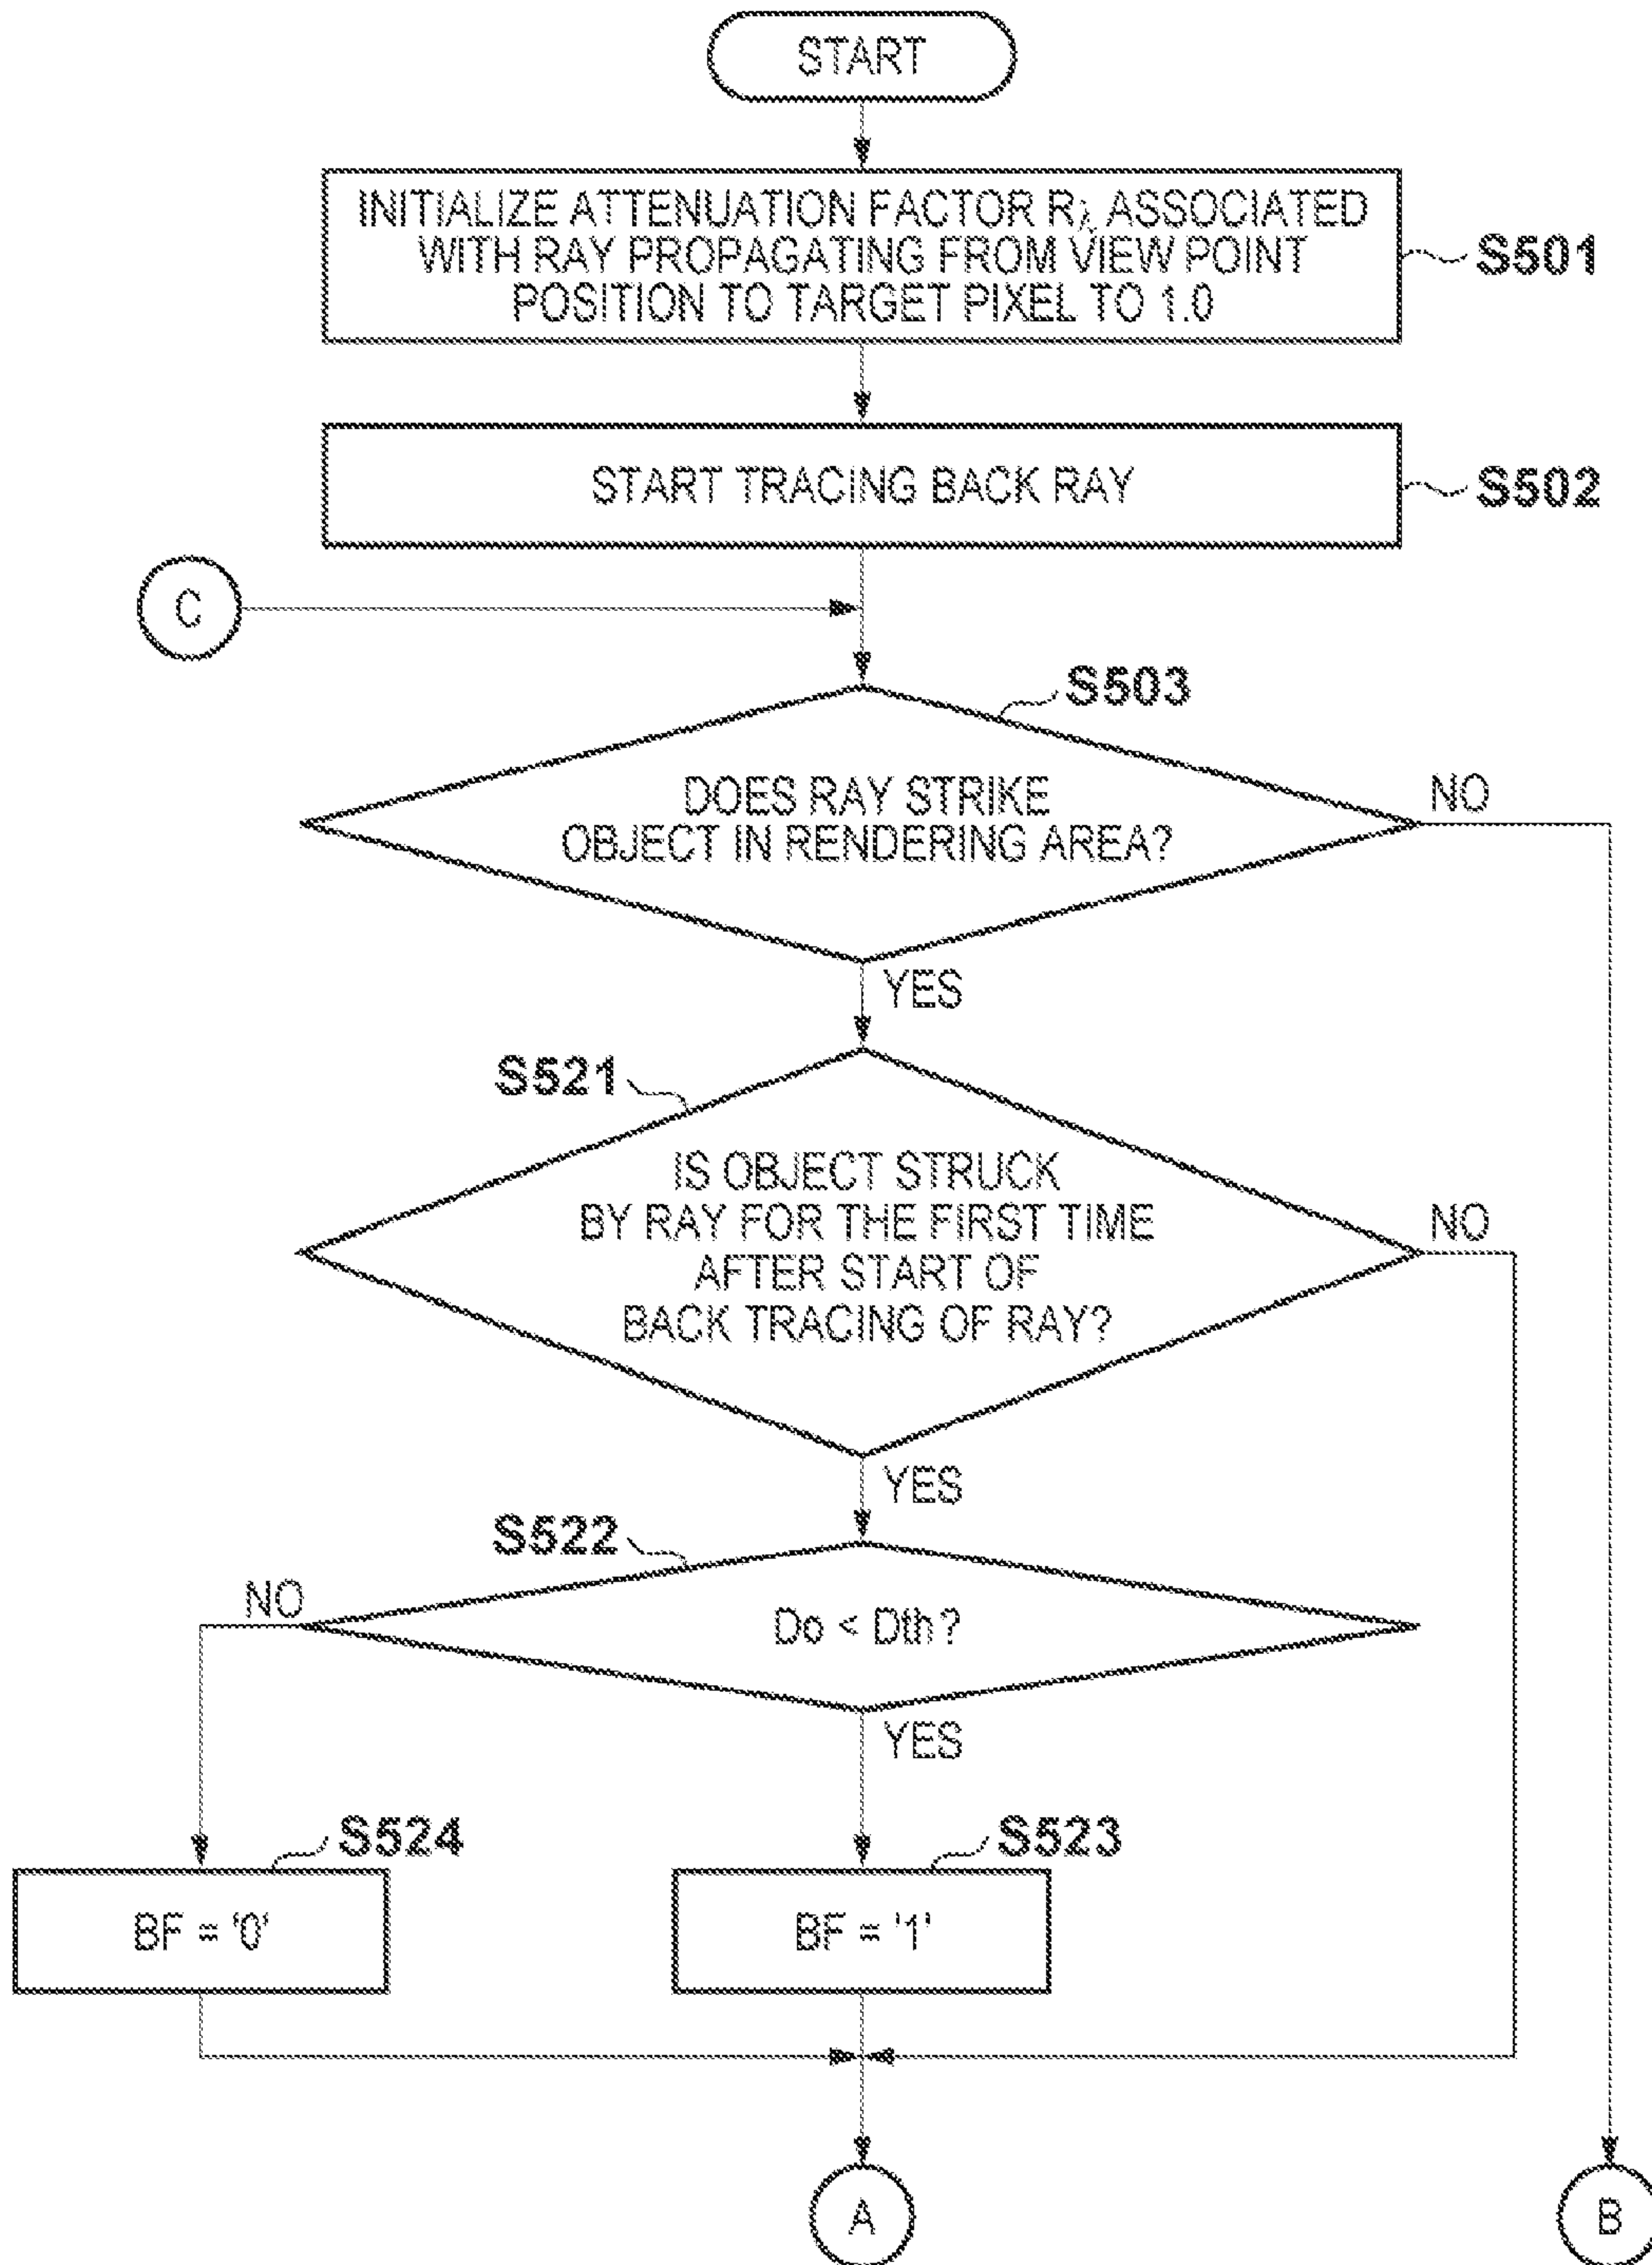 START
INITIALIZE ATTENUATION FACTOR Rλ ASSOCIATED
WITH RAY PROPAGATING FROM VIEW POINT
POSITION TO TARGET PIXEL TO 1.0
S501
START TRACING BACK RAY
S502
C
S503
DOES RAY STRIKE
OBJECT IN RENDERING AREA?
NO
YES
S521
IS OBJECT STRUCK
BY RAY FOR THE FIRST TIME
AFTER START OF
BACK TRACING OF RAY?
NO
YES
S522
NO
Do < Dth?
YES
S524
S523
BF = '0'
BF = '1'
A
B